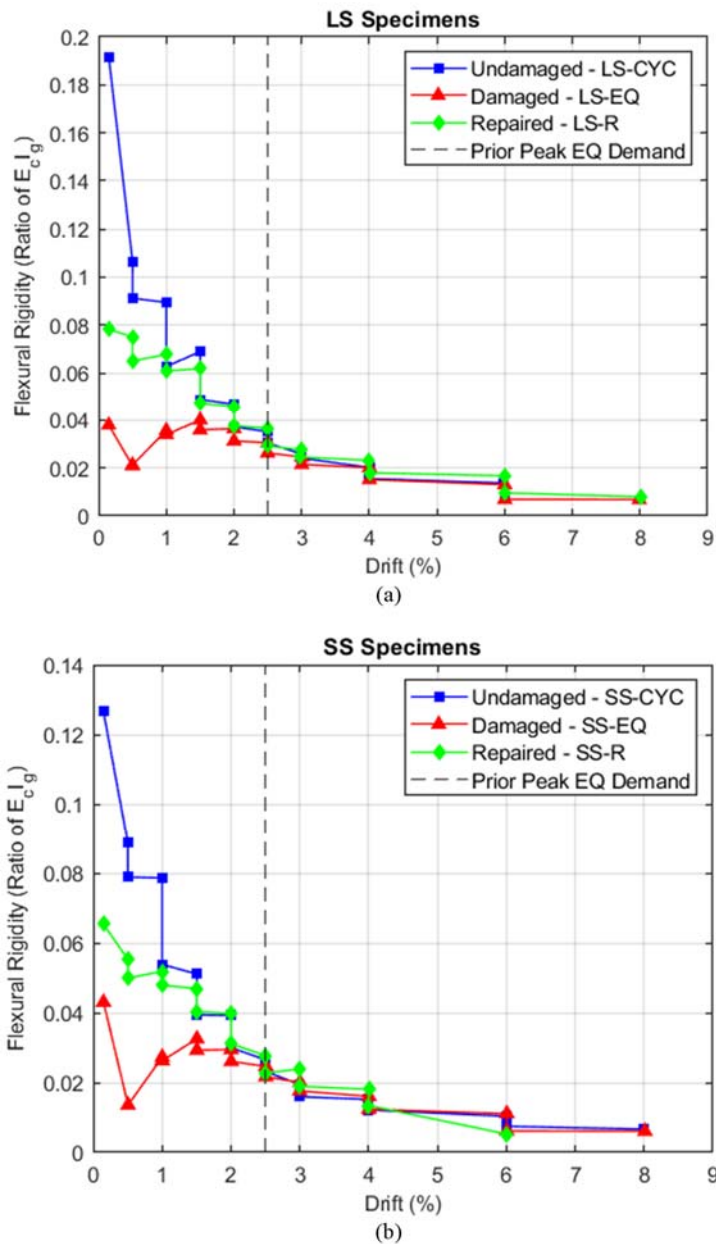 LS Specimens
0.2
0.18
0.16
0.14
0.12
0.1
0.08
0.06
0.04
0.02
0
Flexural Rigidity (Ratio of E_cI_g)
Undamaged - LS-CYC
Damaged - LS-EQ
Repaired - LS-R
Prior Peak EQ Demand
0 1 2 3 4 5 6 7 8 9
Drift (%)
(a)
SS Specimens
0.14
0.12
0.1
0.08
0.06
0.04
0.02
0
Flexural Rigidity (Ratio of E_cI_g)
Undamaged - SS-CYC
Damaged - SS-EQ
Repaired - SS-R
Prior Peak EQ Demand
0 1 2 3 4 5 6 7 8 9
Drift (%)
(b)